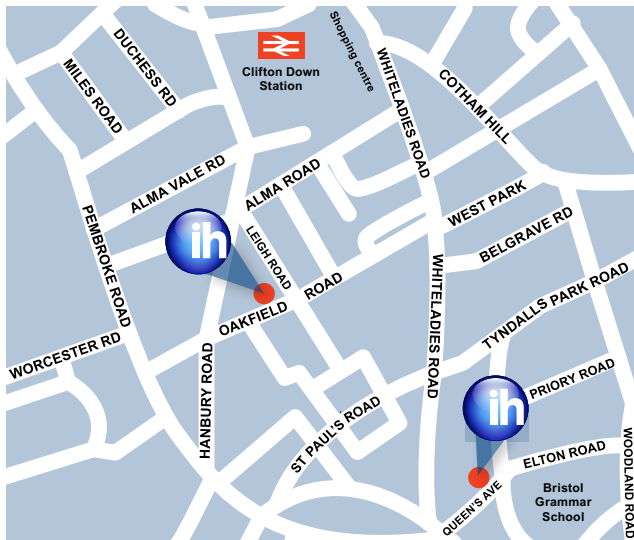 DUCHESS RD
MILES ROAD
Clifton Down
Station
Shopping centre
WHITELADIES ROAD
COTHAM HILL
ALMA VALE RD
ALMA ROAD
WEST PARK
PEMBROKE ROAD
ih
LEIGH ROAD
BELGRAVE RD
WHITELADIES ROAD
OAKFIELD ROAD
TYNDALLS PARK ROAD
WORCESTER RD
HANBURY ROAD
ih
PRIORY ROAD
ST PAUL'S ROAD
ELTON ROAD
WOODLAND ROAD
QUEEN'S AVE
Bristol
Grammar
School